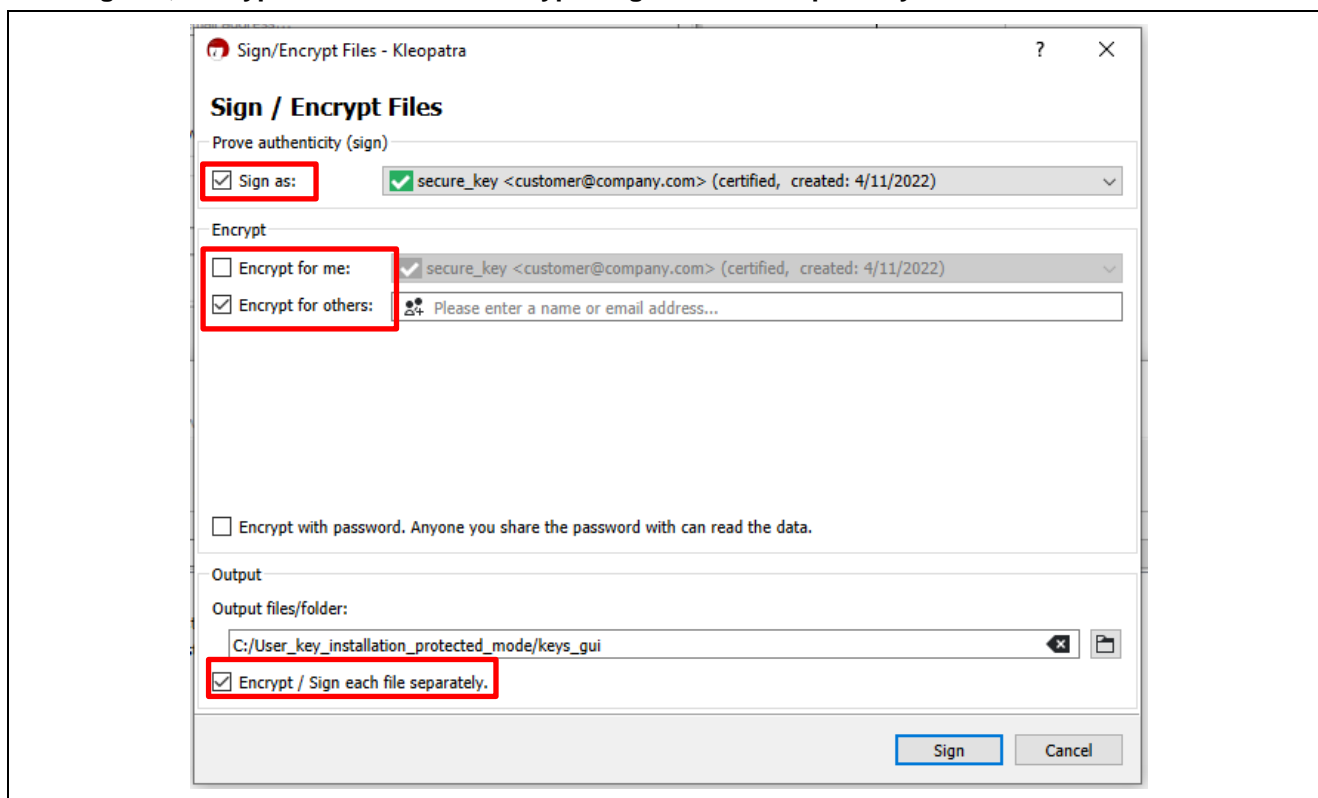 Sign/Encrypt Files - Kleopatra ?
Sign / Encrypt Files
Prove authenticity (sign)
Sign as: secure_key <customer@company.com> (certified, created: 4/11/2022)
Encrypt
Encrypt for me: secure_key <customer@company.com> (certified, created: 4/11/2022)
Encrypt for others: Please enter a name or email address...
Encrypt with password. Anyone you share the password with can read the data.
Output
Output files/folder:
C:/User_key_installation_protected_mode/keys_gui
Encrypt / Sign each file separately.
Sign Cancel